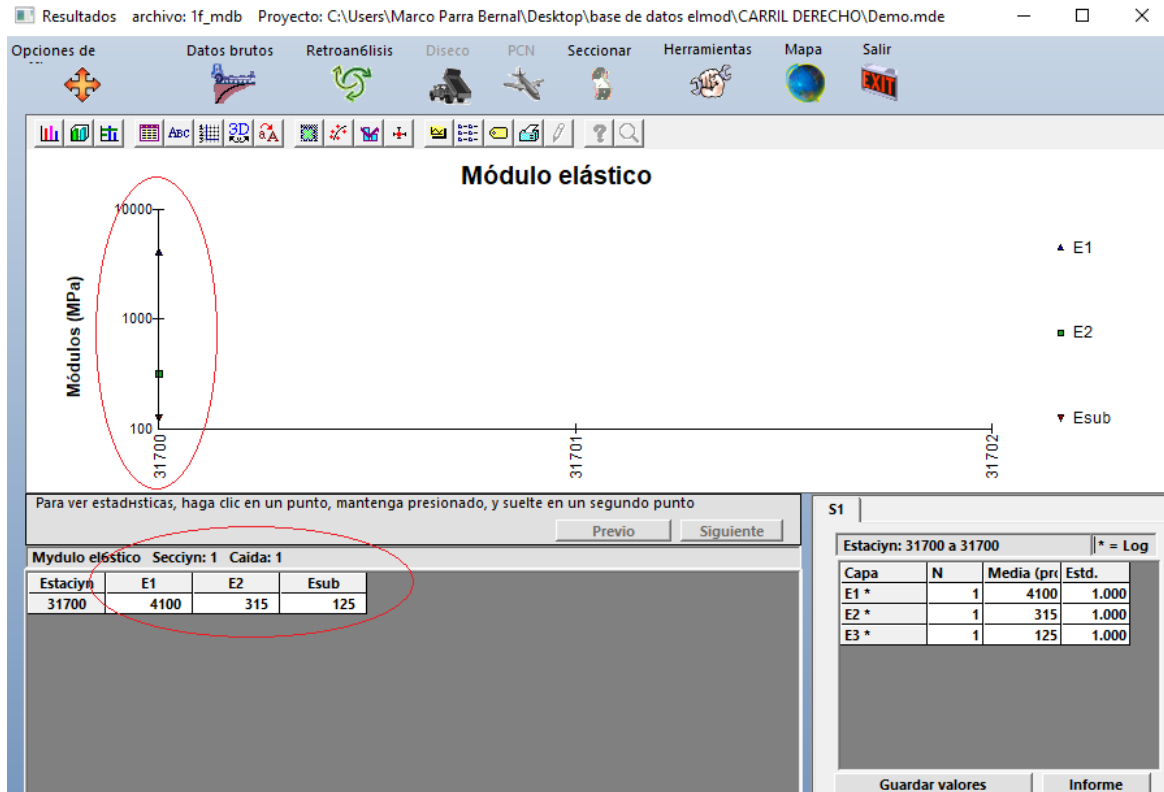 Resultados archivo: 1f_mdb Proyecto: C:\Users\Marco Parra Bernal\Desktop\base de datos elmod\CARRIL DERECHO\Demo.mde
Opciones de Datos brutos Retroanблisis Diseсo PCN Seccionar Herramientas Mapa Salir
EXIT
ABC 3D
Módulo elástico
Módulos (MPa)
10000
1000
100
31700 31701 31702
E1
E2
Esub
Para ver estadнsticas, haga clic en un punto, mantenga presionado, y suelte en un segundo punto
Previo Siguiente
Mуdulo elбstico Secciуn: 1 Caida: 1
Estaciуn E1 E2 Esub
31700 4100 315 125
S1
Estaciуn: 31700 a 31700 * = Log
Capa N Media (pro Estd.
E1 * 1 4100 1.000
E2 * 1 315 1.000
E3 * 1 125 1.000
Guardar valores Informe